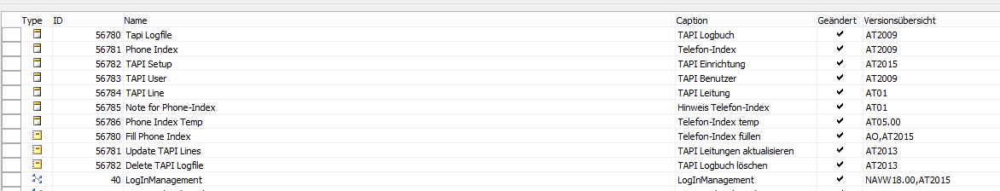 Type ID Name Caption Geändert Versionsübersicht
56780 Tapi Logfile TAPI Logbuch ✔ AT2009
56781 Phone Index Telefon-Index ✔ AT2009
56782 TAPI Setup TAPI Einrichtung ✔ AT2015
56783 TAPI User TAPI Benutzer ✔ AT2009
56784 TAPI Line TAPI Leitung ✔ AT01
56785 Note for Phone-Index Hinweis Telefon-Index ✔ AT01
56786 Phone Index Temp Telefon-Index temp ✔ AT05.00
56780 Fill Phone Index Telefon-Index füllen ✔ AO,AT2015
56781 Update TAPI Lines TAPI Leitungen aktualisieren ✔ AT2013
56782 Delete TAPI Logfile TAPI Logbuch löschen ✔ AT2013
40 LogInManagement LogInManagement ✔ NAVW18.00,AT2015